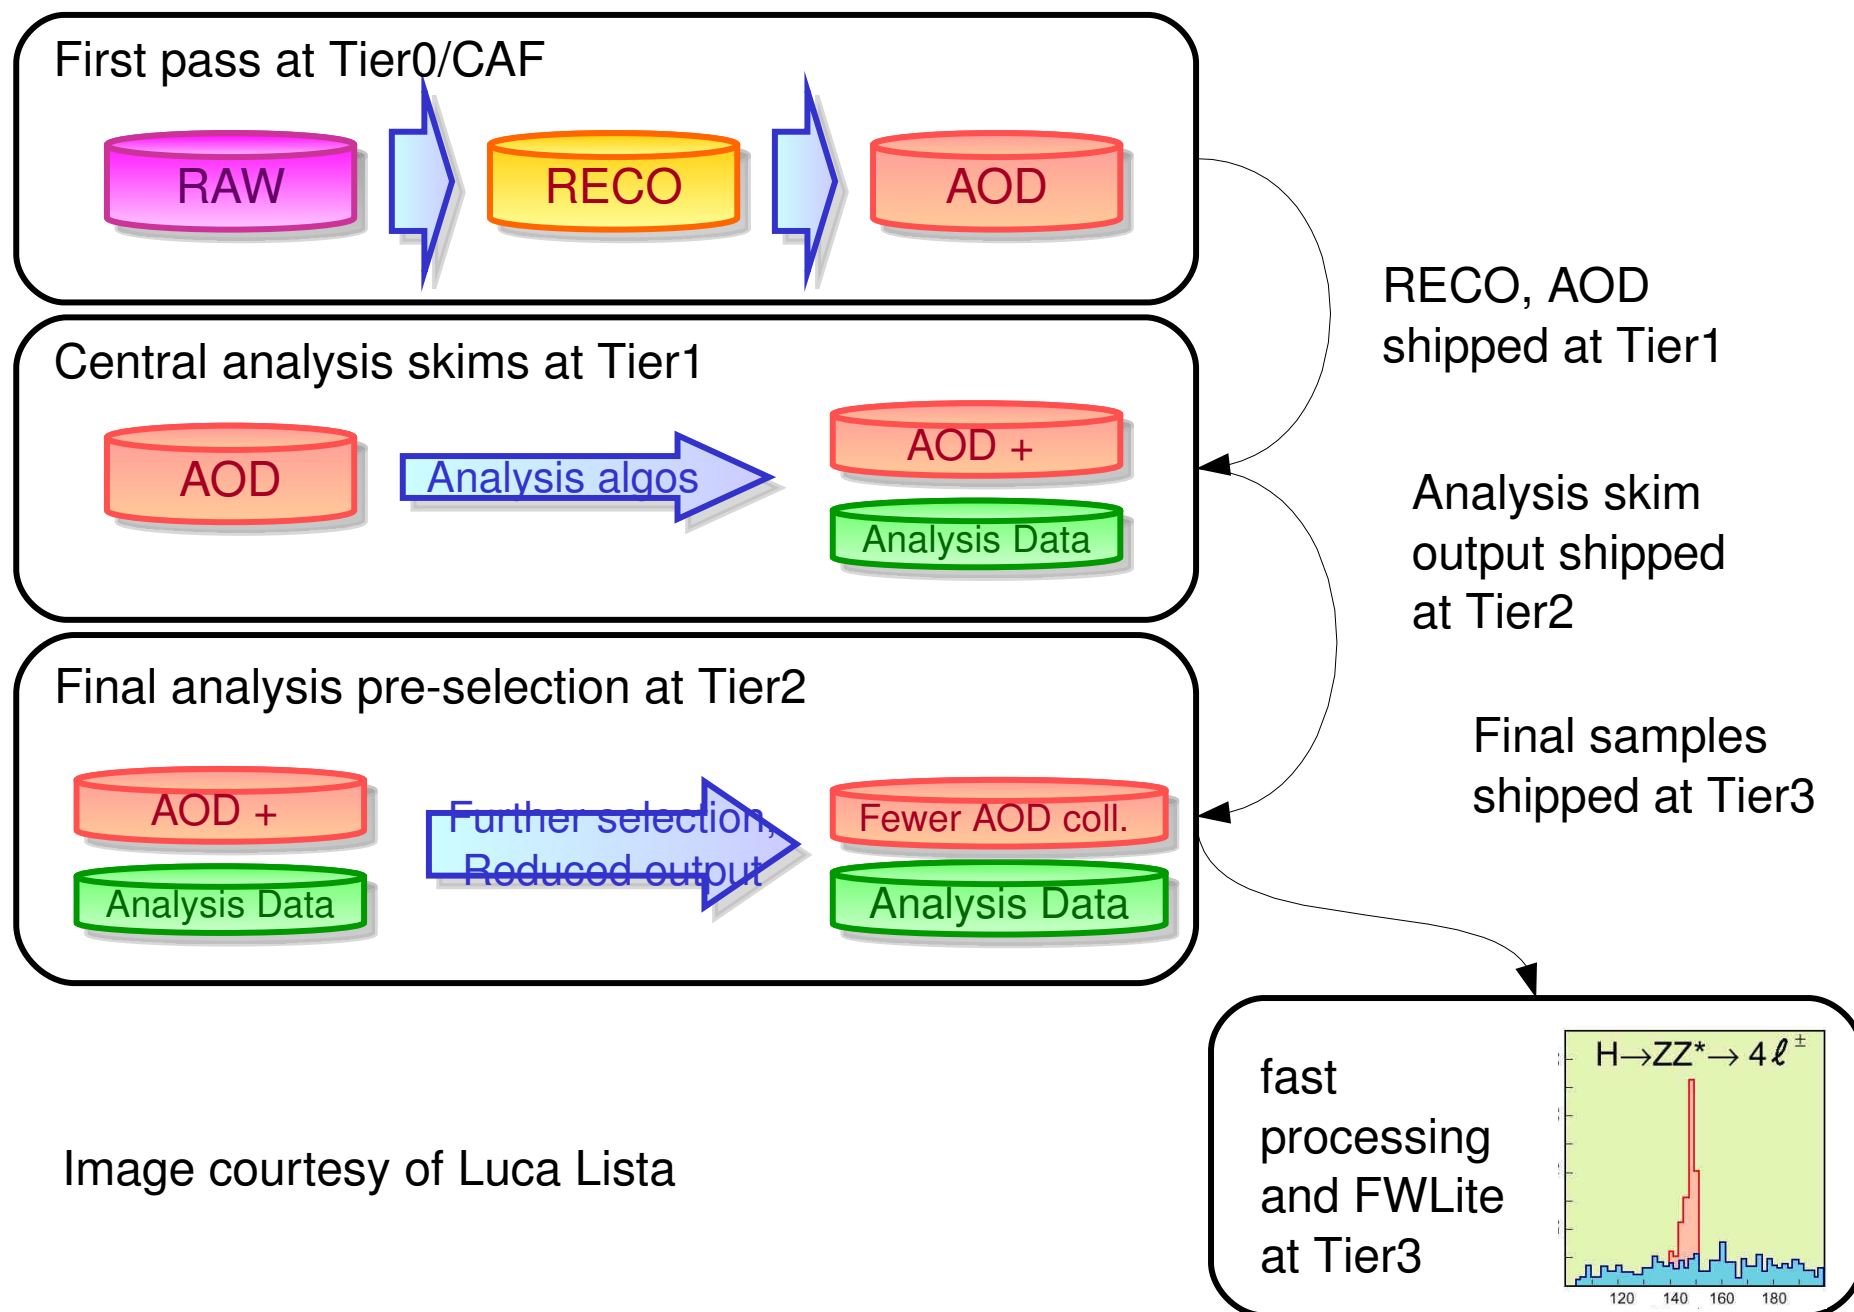 First pass at Tier0/CAF
RAW
RECO
AOD
RECO, AOD
shipped at Tier1
Central analysis skims at Tier1
AOD
Analysis algos
AOD +
Analysis Data
Analysis skim
output shipped
at Tier2
Final analysis pre-selection at Tier2
AOD +
Analysis Data
Further selection,
Reduced output
Fewer AOD coll.
Analysis Data
Final samples
shipped at Tier3
fast
processing
and FWLite
at Tier3
H→ZZ*→ 4ℓ±
120 140 160 180
Image courtesy of Luca Lista